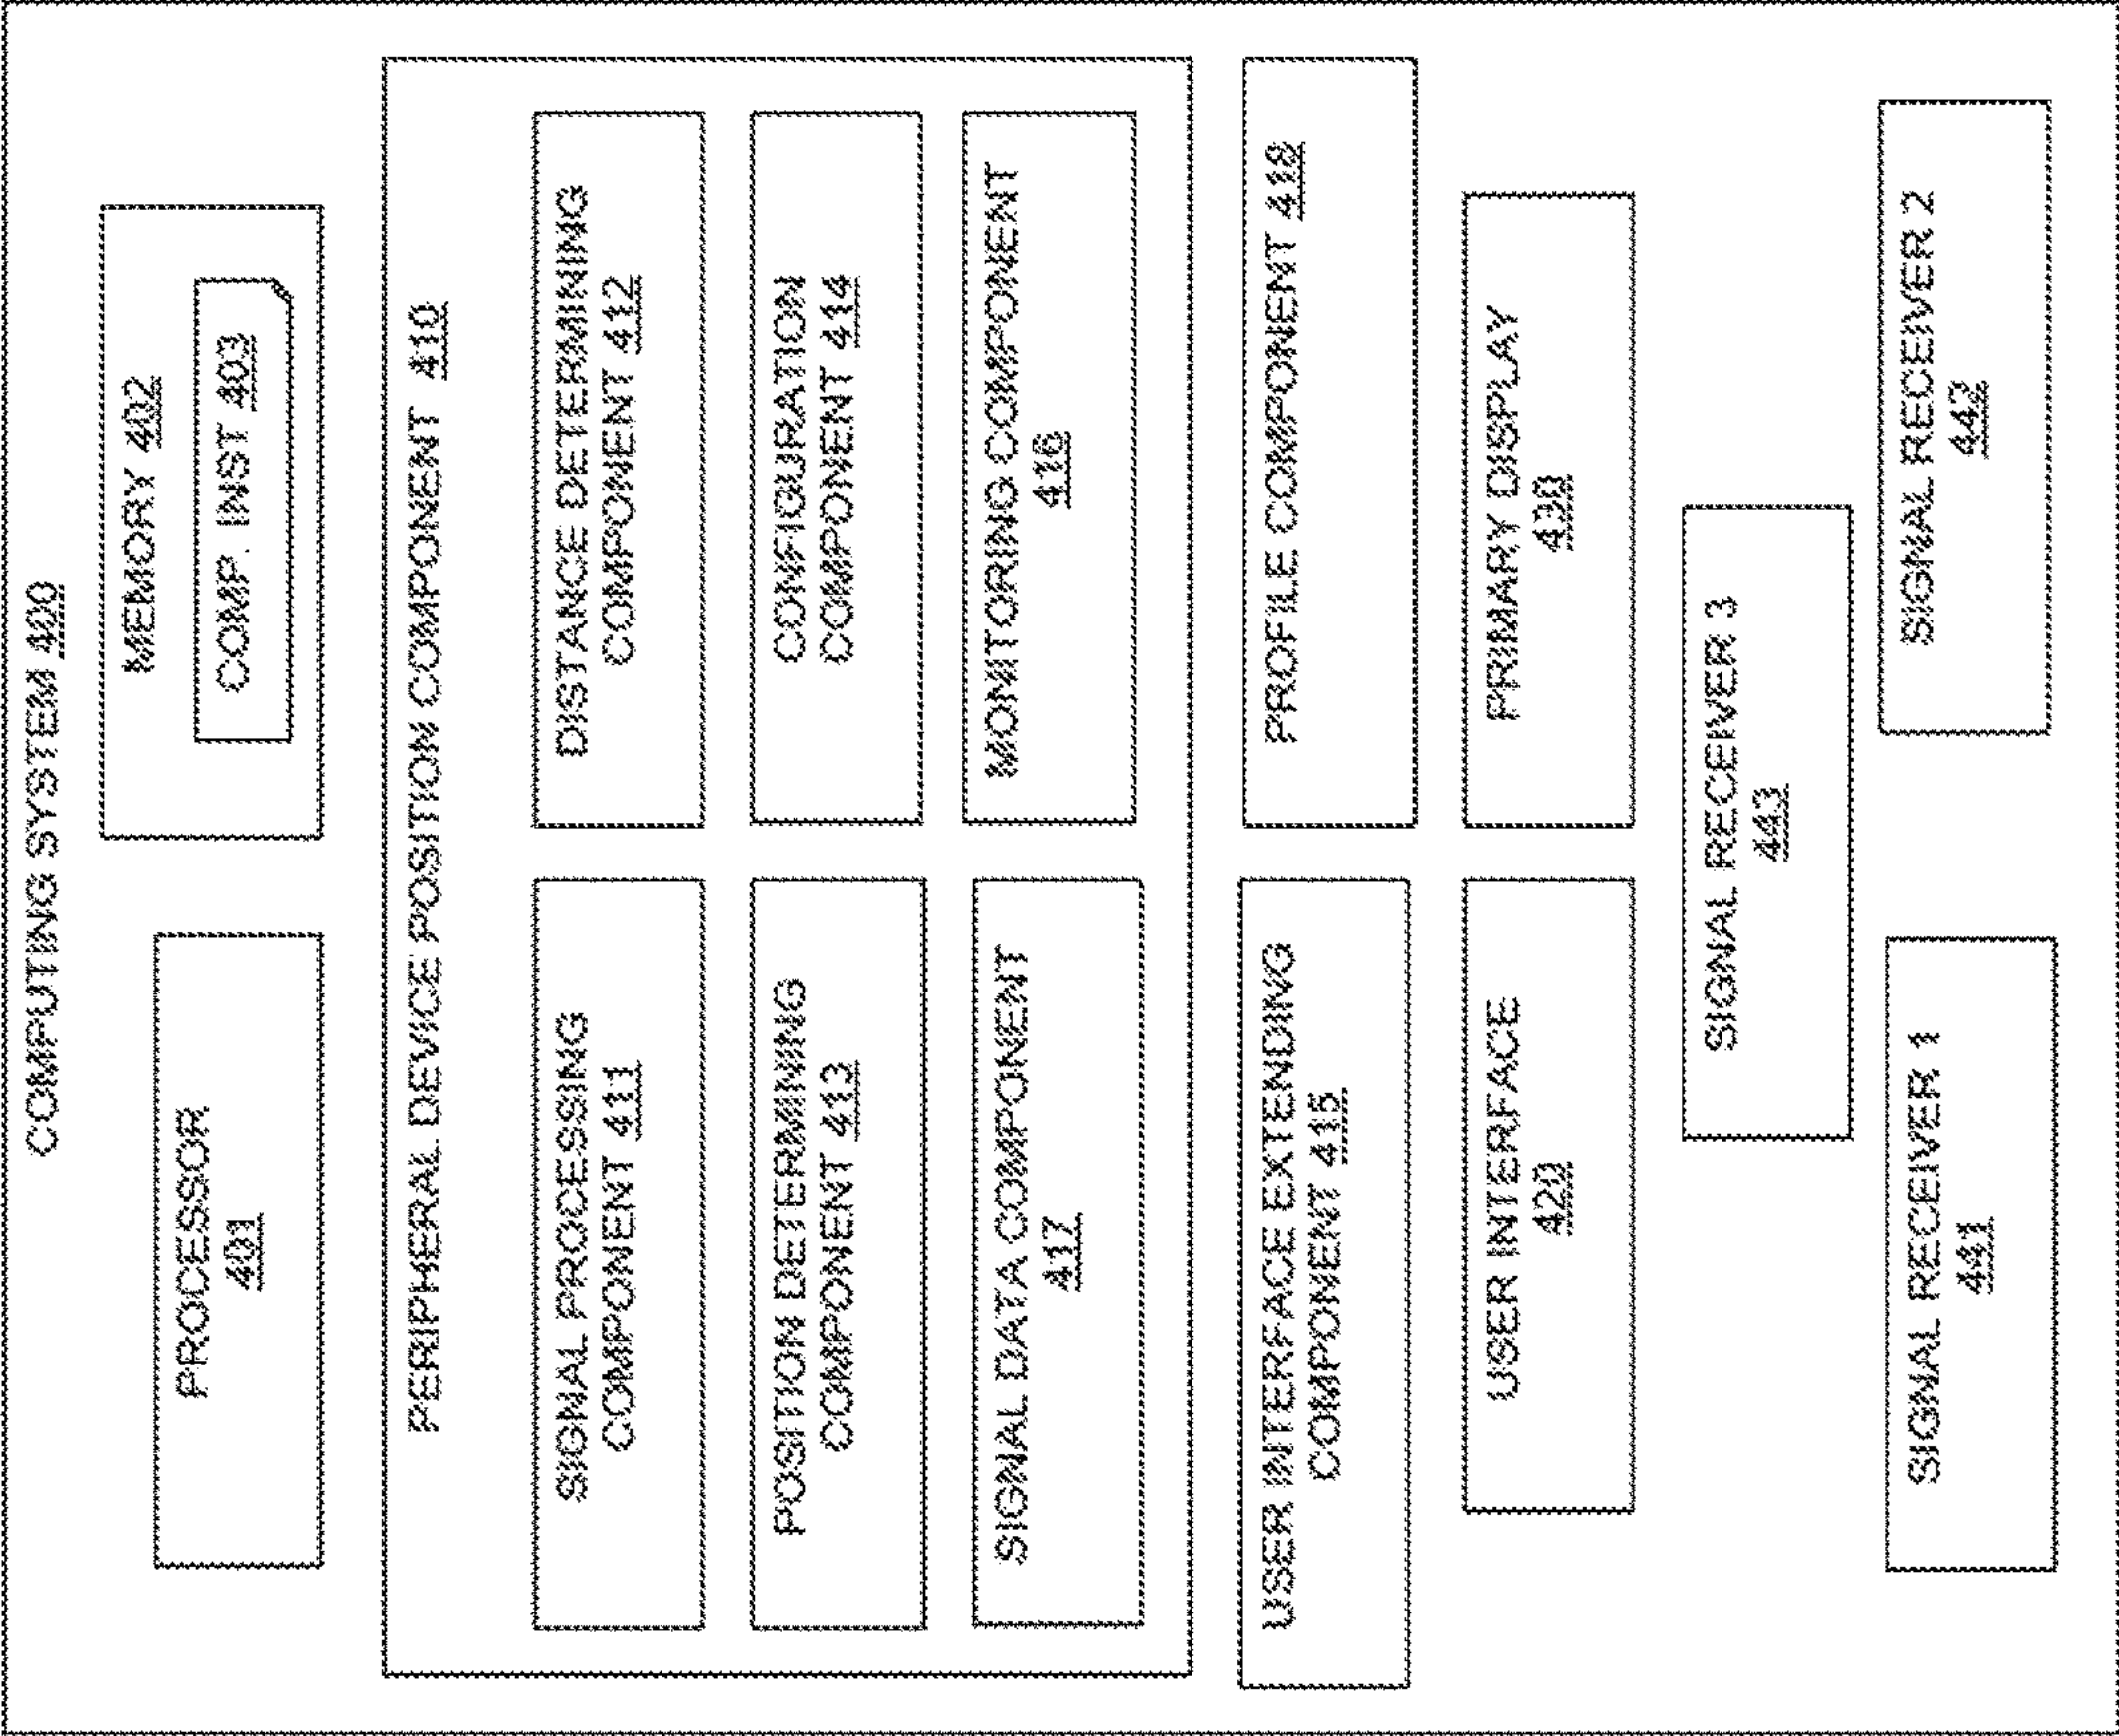 COMPUTING SYSTEM 400
PROCESSOR
401
MEMORY 402
COMP. INST 403
PERIPHERAL DEVICE POSITION COMPONENT 410
SIGNAL PROCESSING
COMPONENT 411
DISTANCE DETERMINING
COMPONENT 412
POSITION DETERMINING
COMPONENT 413
CONFIGURATION
COMPONENT 414
SIGNAL DATA COMPONENT
417
MONITORING COMPONENT
416
USER INTERFACE EXTENDING
COMPONENT 415
PROFILE COMPONENT 418
USER INTERFACE
420
PRIMARY DISPLAY
430
SIGNAL RECEIVER 3
443
SIGNAL RECEIVER 1
441
SIGNAL RECEIVER 2
442